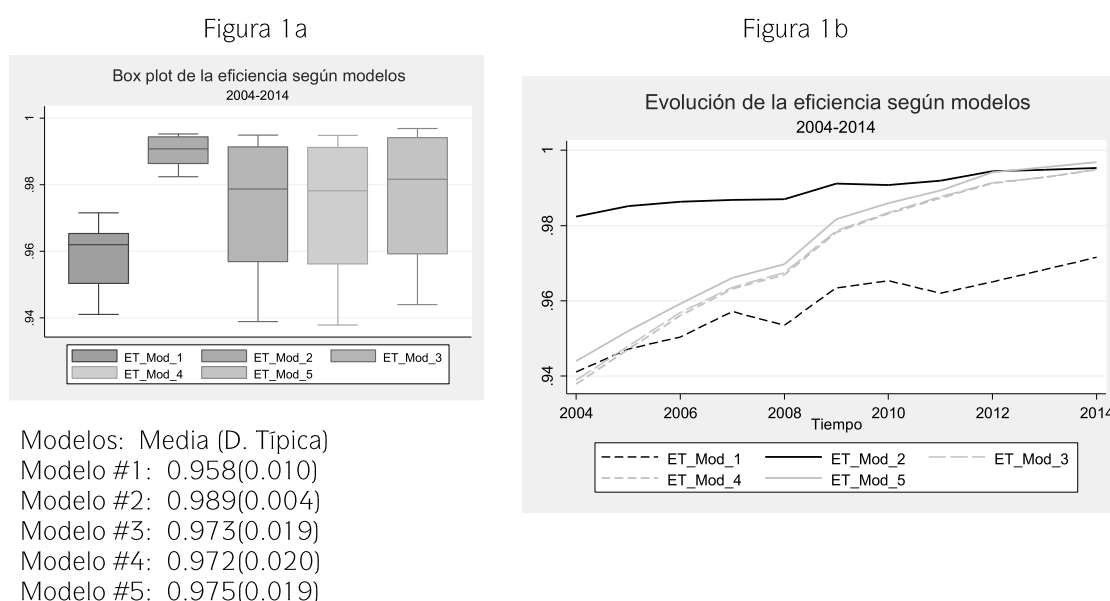 Figura 1a
Box plot de la eficiencia según modelos
2004-2014
1
.98
.96
.94
ET_Mod_1 ET_Mod_2 ET_Mod_3
ET_Mod_4 ET_Mod_5
Modelos: Media (D. Típica)
Modelo #1: 0.958(0.010)
Modelo #2: 0.989(0.004)
Modelo #3: 0.973(0.019)
Modelo #4: 0.972(0.020)
Modelo #5: 0.975(0.019)
Figura 1b
Evolución de la eficiencia según modelos
2004-2014
1
.98
.96
.94
2004 2006 2008 2010 2012 2014
Tiempo
ET_Mod_1 ET_Mod_2 ET_Mod_3
ET_Mod_4 ET_Mod_5